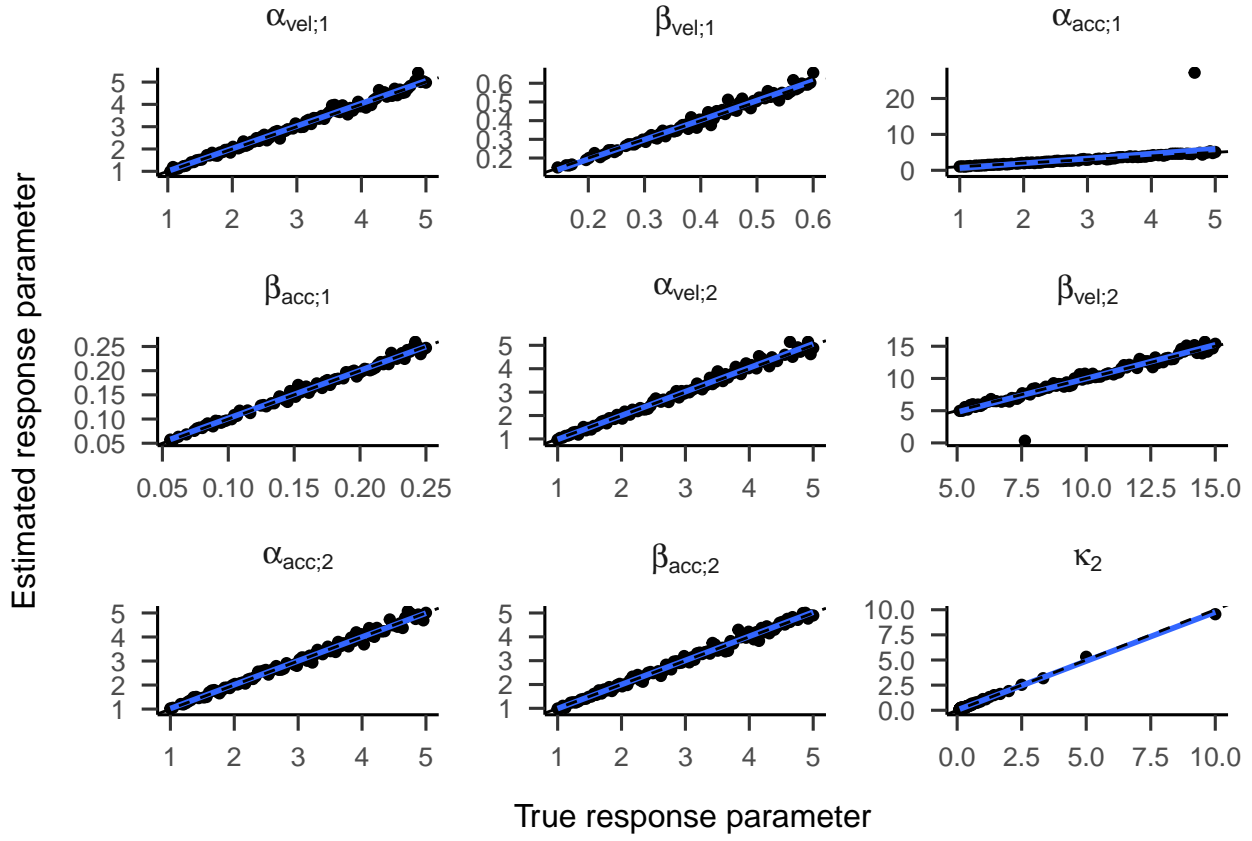 α_vel;1 β_vel;1 α_acc;1
5 4 3 2 1
0.6 0.5 0.4 0.3 0.2
20 10 0
1 2 3 4 5
0.2 0.3 0.4 0.5 0.6
1 2 3 4 5
β_acc;1 α_vel;2 β_vel;2
0.25 0.20 0.15 0.10 0.05
5 4 3 2 1
15 10 5 0
0.05 0.10 0.15 0.20 0.25
1 2 3 4 5
5.0 7.5 10.0 12.5 15.0
α_acc;2 β_acc;2 κ_2
5 4 3 2 1
5 4 3 2 1
10.0 7.5 5.0 2.5 0.0
1 2 3 4 5
1 2 3 4 5
0.0 2.5 5.0 7.5 10.0
Estimated response parameter
True response parameter